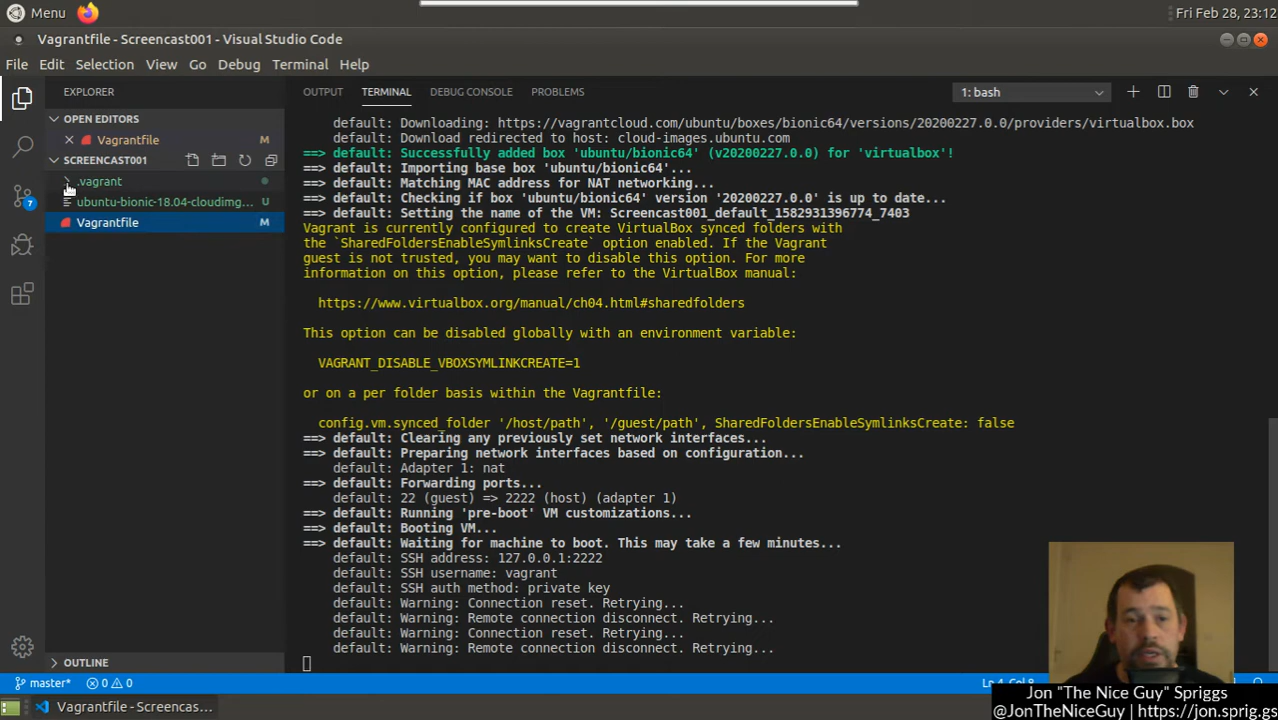 Menu
Fri Feb 28, 23:12
Vagrantfile - Screencast001 - Visual Studio Code
File Edit Selection View Go Debug Terminal Help
EXPLORER
OUTPUT TERMINAL DEBUG CONSOLE PROBLEMS
1: bash
OPEN EDITORS
Vagrantfile M
SCREENCAST001
.vagrant
ubuntu-bionic-18.04-cloudimg... U
Vagrantfile M
7
default: Downloading: https://vagrantcloud.com/ubuntu/boxes/bionic64/versions/20200227.0.0/providers/virtualbox.box
default: Download redirected to host: cloud-images.ubuntu.com
==> default: Successfully added box 'ubuntu/bionic64' (v20200227.0.0) for 'virtualbox'!
==> default: Importing base box 'ubuntu/bionic64'...
==> default: Matching MAC address for NAT networking...
==> default: Checking if box 'ubuntu/bionic64' version '20200227.0.0' is up to date...
==> default: Setting the name of the VM: Screencast001_default_1582931396774_7403
Vagrant is currently configured to create VirtualBox synced folders with
the `SharedFoldersEnableSymlinksCreate` option enabled. If the Vagrant
guest is not trusted, you may want to disable this option. For more
information on this option, please refer to the VirtualBox manual:
https://www.virtualbox.org/manual/ch04.html#sharedfolders
This option can be disabled globally with an environment variable:
VAGRANT_DISABLE_VBOXSYMLINKCREATE=1
or on a per folder basis within the Vagrantfile:
config.vm.synced_folder '/host/path', '/guest/path', SharedFoldersEnableSymlinksCreate: false
==> default: Clearing any previously set network interfaces...
==> default: Preparing network interfaces based on configuration...
default: Adapter 1: nat
==> default: Forwarding ports...
default: 22 (guest) => 2222 (host) (adapter 1)
==> default: Running 'pre-boot' VM customizations...
==> default: Booting VM...
==> default: Waiting for machine to boot. This may take a few minutes...
default: SSH address: 127.0.0.1:2222
default: SSH username: vagrant
default: SSH auth method: private key
default: Warning: Connection reset. Retrying...
default: Warning: Remote connection disconnect. Retrying...
default: Warning: Connection reset. Retrying...
default: Warning: Remote connection disconnect. Retrying...
OUTLINE
master* 0 0
Jon "The Nice Guy" Spriggs
@JonTheNiceGuy | https://jon.sprig.gs
Vagrantfile - Screencas...